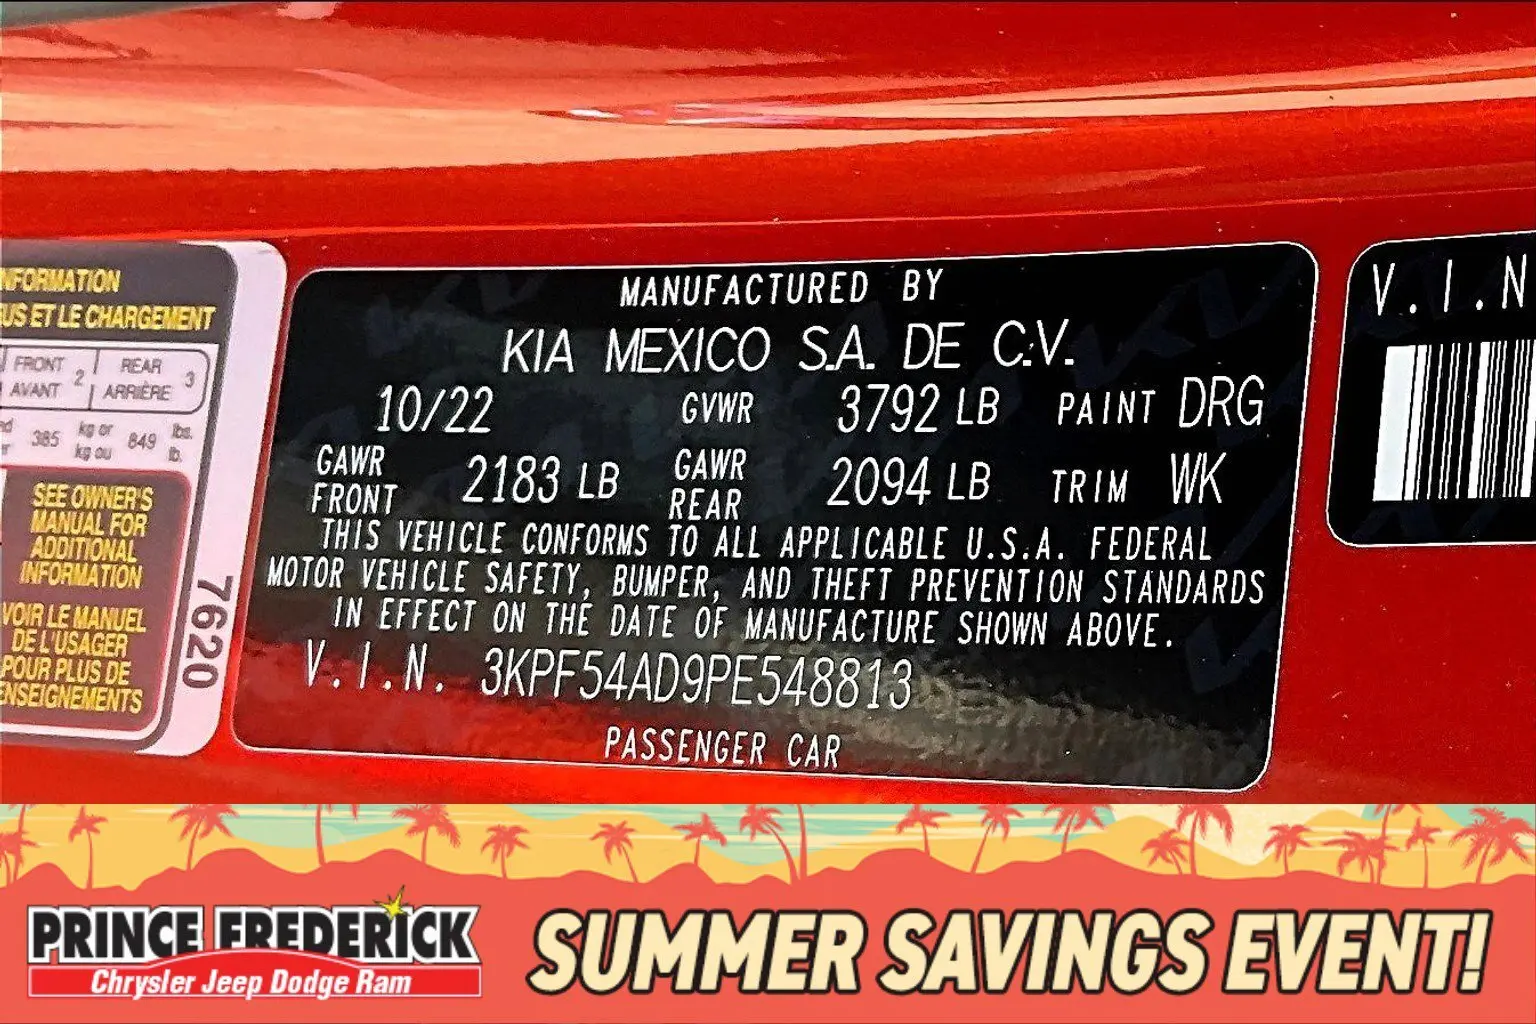 NFORMATION
US ET LE CHARGEMENT
FRONT 2 REAR 3
AVANT ARRIÈRE
385 kg or 849 lbs.
kg ou lb.
SEE OWNER'S
MANUAL FOR
ADDITIONAL
INFORMATION
VOIR LE MANUEL
DE L'USAGER
POUR PLUS DE
ENSEIGNEMENTS
7620
MANUFACTURED BY
KIA MEXICO S.A. DE C.V.
10/22 GVWR 3792 LB PAINT DRG
GAWR FRONT 2183 LB GAWR REAR 2094 LB TRIM WK
THIS VEHICLE CONFORMS TO ALL APPLICABLE U.S.A. FEDERAL
MOTOR VEHICLE SAFETY, BUMPER, AND THEFT PREVENTION STANDARDS
IN EFFECT ON THE DATE OF MANUFACTURE SHOWN ABOVE.
V.I.N. 3KPF54AD9PE548813
PASSENGER CAR
V.I.N
PRINCE FREDERICK
Chrysler Jeep Dodge Ram
SUMMER SAVINGS EVENT!